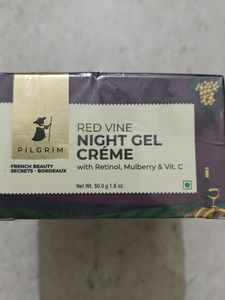 PILGRIM
FRENCH BEAUTY
SECRETS - BORDEAUX
RED VINE
NIGHT GEL
CRÉME
with Retinol, Mulberry & Vit. C
Net Wt. 50.0 g 1.8 oz.